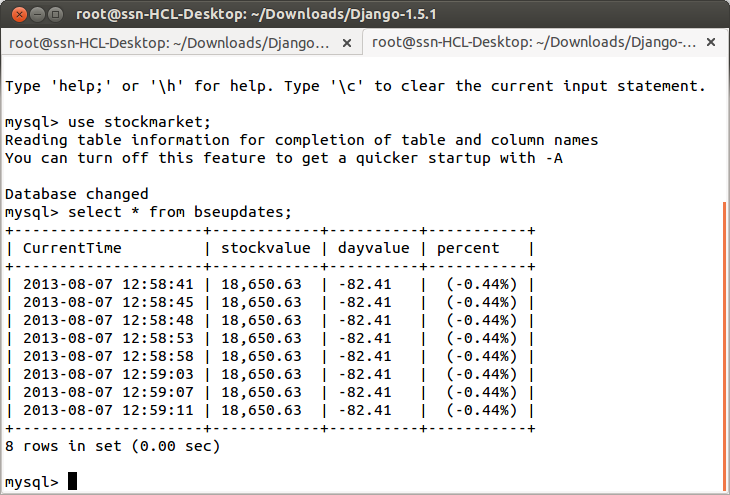 root@ssn-HCL-Desktop: ~/Downloads/Django-1.5.1
root@ssn-HCL-Desktop: ~/Downloads/Django... × root@ssn-HCL-Desktop: ~/Downloads/Django-... ×
Type 'help;' or '\h' for help. Type '\c' to clear the current input statement.
mysql> use stockmarket;
Reading table information for completion of table and column names
You can turn off this feature to get a quicker startup with -A
Database changed
mysql> select * from bseupdates;
+---------------------+------------+----------+-----------+
| CurrentTime         | stockvalue | dayvalue | percent   |
+---------------------+------------+----------+-----------+
| 2013-08-07 12:58:41 | 18,650.63  | -82.41   |  (-0.44%) |
| 2013-08-07 12:58:45 | 18,650.63  | -82.41   |  (-0.44%) |
| 2013-08-07 12:58:48 | 18,650.63  | -82.41   |  (-0.44%) |
| 2013-08-07 12:58:53 | 18,650.63  | -82.41   |  (-0.44%) |
| 2013-08-07 12:58:58 | 18,650.63  | -82.41   |  (-0.44%) |
| 2013-08-07 12:59:03 | 18,650.63  | -82.41   |  (-0.44%) |
| 2013-08-07 12:59:07 | 18,650.63  | -82.41   |  (-0.44%) |
| 2013-08-07 12:59:11 | 18,650.63  | -82.41   |  (-0.44%) |
+---------------------+------------+----------+-----------+
8 rows in set (0.00 sec)
mysql>